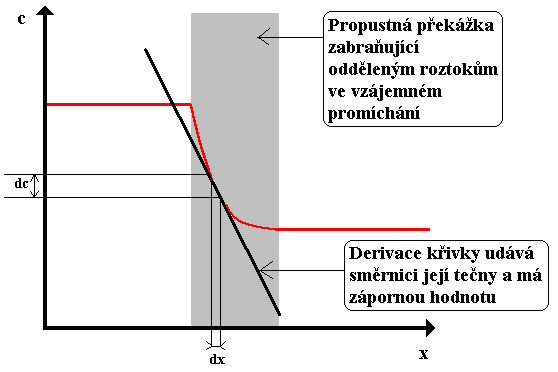 c
Propustná překážka
zabraňující
odděleným roztokům
ve vzájemném
promíchání
dc
Derivace křivky udává
směrnici její tečny a má
zápornou hodnotu
dx
x